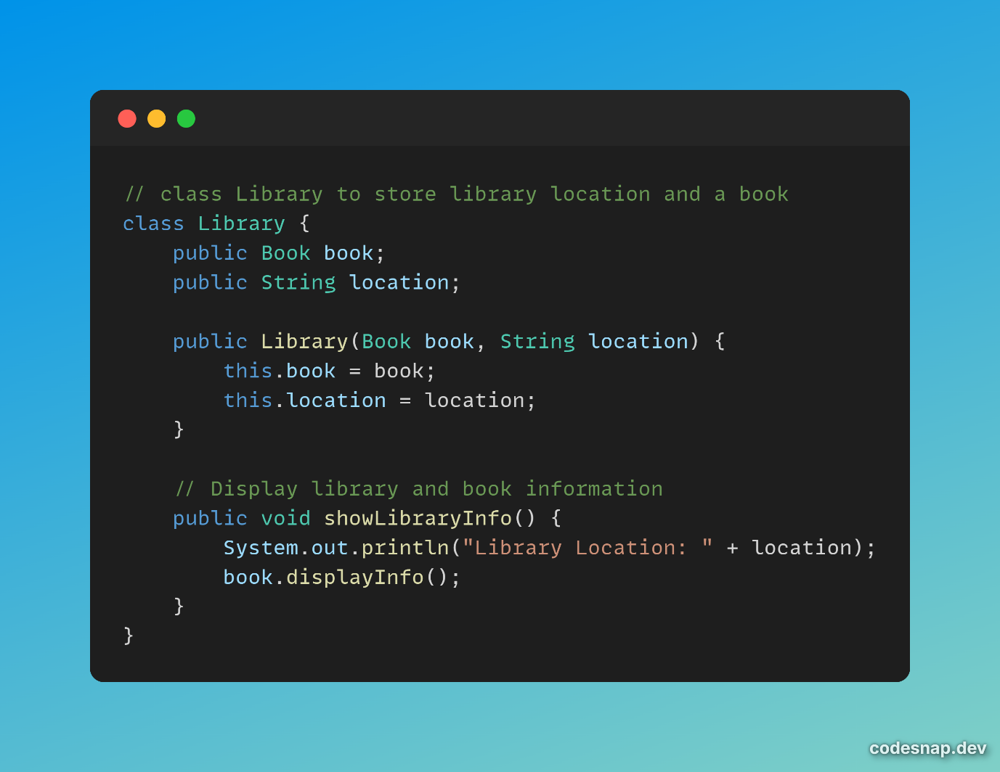 // class Library to store library location and a book
class Library {
    public Book book;
    public String location;

    public Library(Book book, String location) {
        this.book = book;
        this.location = location;
    }

    // Display library and book information
    public void showLibraryInfo() {
        System.out.println("Library Location: " + location);
        book.displayInfo();
    }
}
codesnap.dev